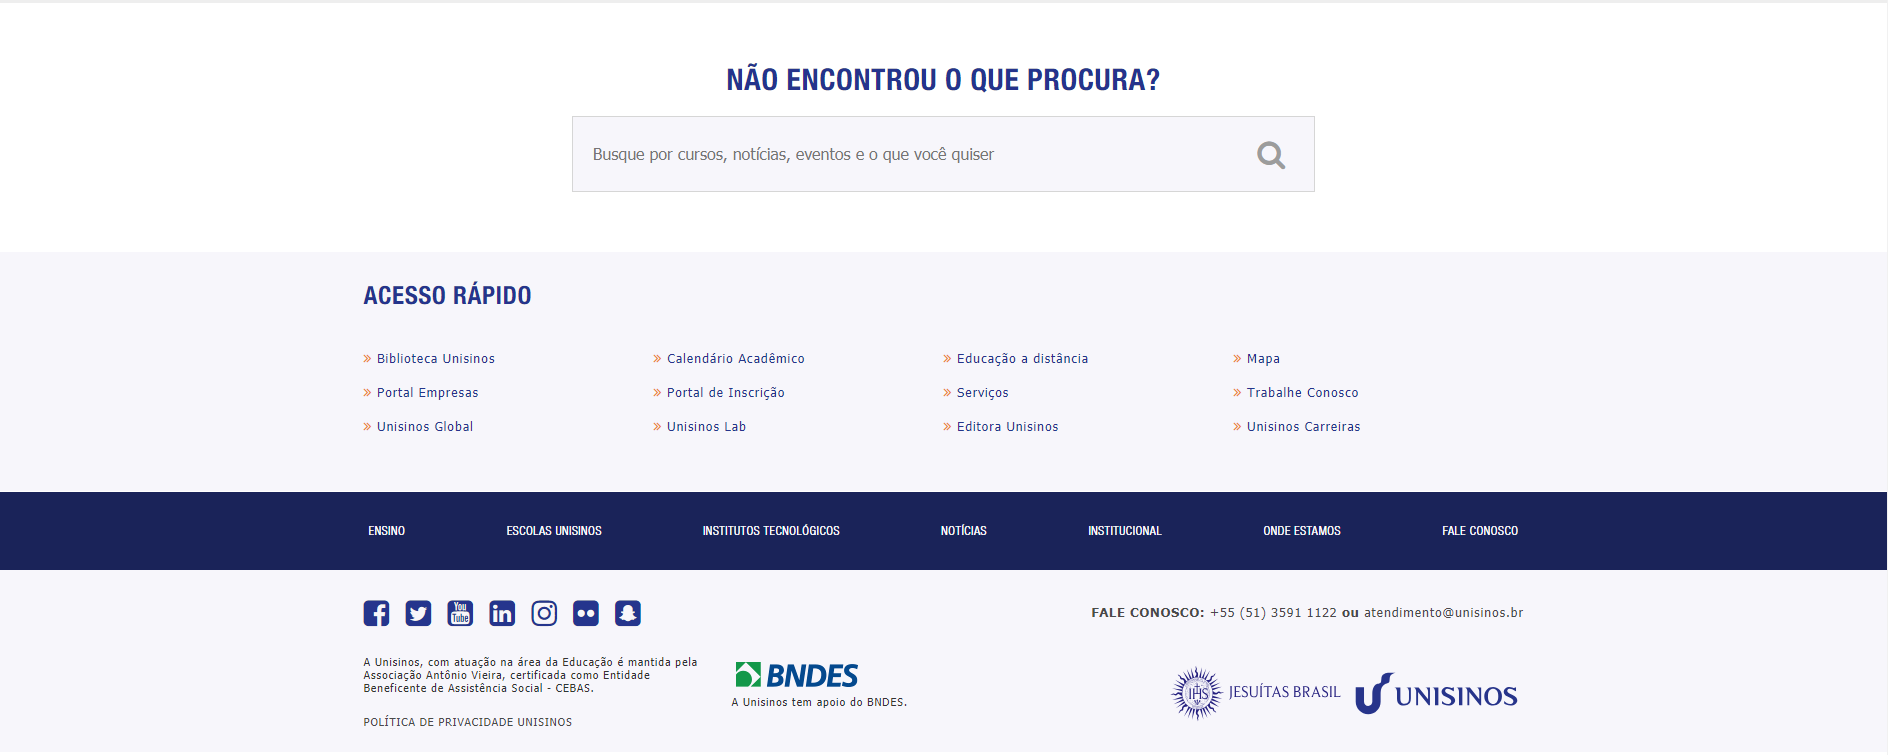 NÃO ENCONTROU O QUE PROCURA?
Busque por cursos, notícias, eventos e o que você quiser
ACESSO RÁPIDO
» Biblioteca Unisinos
» Calendário Acadêmico
» Educação a distância
» Mapa
» Portal Empresas
» Portal de Inscrição
» Serviços
» Trabalhe Conosco
» Unisinos Global
» Unisinos Lab
» Editora Unisinos
» Unisinos Carreiras
ENSINO
ESCOLAS UNISINOS
INSTITUTOS TECNOLÓGICOS
NOTÍCIAS
INSTITUCIONAL
ONDE ESTAMOS
FALE CONOSCO
You
Tube
in
FALE CONOSCO: +55 (51) 3591 1122 ou atendimento@unisinos.br
A Unisinos, com atuação na área da Educação é mantida pela
Associação Antônio Vieira, certificada como Entidade
Beneficente de Assistência Social - CEBAS.
POLÍTICA DE PRIVACIDADE UNISINOS
BNDES
A Unisinos tem apoio do BNDES.
IHS
JESUÍTAS BRASIL
UNISINOS